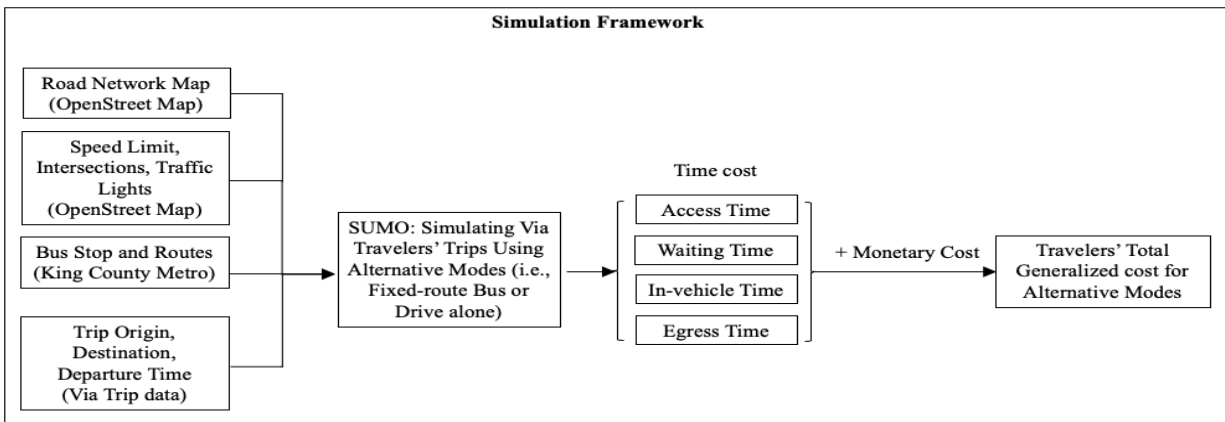 Simulation Framework
Road Network Map
(OpenStreet Map)
Speed Limit,
Intersections, Traffic
Lights
(OpenStreet Map)
Bus Stop and Routes
(King County Metro)
Trip Origin,
Destination,
Departure Time
(Via Trip data)
SUMO: Simulating Via
Travelers' Trips Using
Alternative Modes (i.e.,
Fixed-route Bus or
Drive alone)
Time cost
Access Time
Waiting Time
In-vehicle Time
Egress Time
+ Monetary Cost
Travelers' Total
Generalized cost for
Alternative Modes